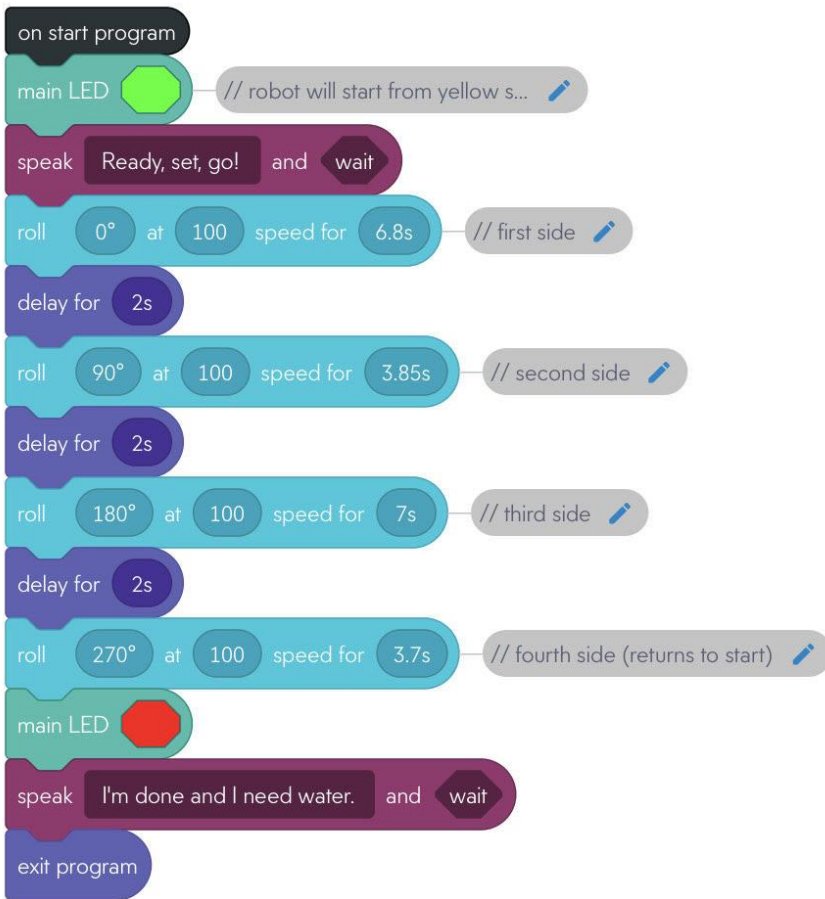 on start program
main LED // robot will start from yellow s...
speak Ready, set, go! and wait
roll 0° at 100 speed for 6.8s // first side
delay for 2s
roll 90° at 100 speed for 3.85s // second side
delay for 2s
roll 180° at 100 speed for 7s // third side
delay for 2s
roll 270° at 100 speed for 3.7s // fourth side (returns to start)
main LED
speak I'm done and I need water. and wait
exit program